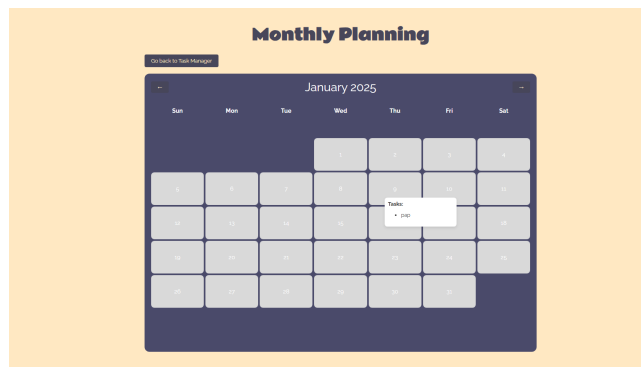 Monthly Planning
Go back to Task Manager
← January 2025 →
Sun Mon Tue Wed Thu Fri Sat
1 2 3 4
5 6 7 8 9 10 11
Tasks:
• pap
12 13 14 15 18
19 20 21 22 23 24 25
26 27 28 29 30 31